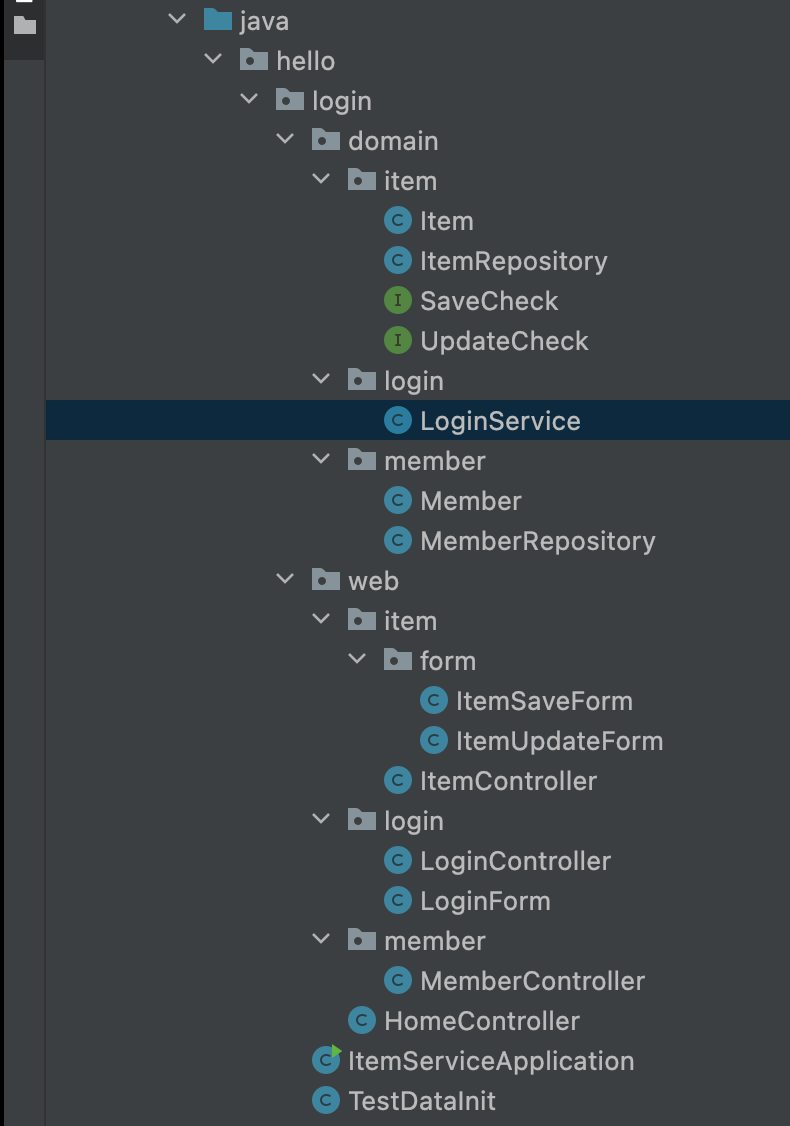 java
hello
login
domain
item
Item
ItemRepository
SaveCheck
UpdateCheck
login
LoginService
member
Member
MemberRepository
web
item
form
ItemSaveForm
ItemUpdateForm
ItemController
login
LoginController
LoginForm
member
MemberController
HomeController
ItemServiceApplication
TestDataInit